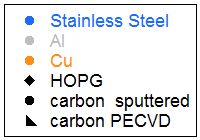 Stainless Steel
Al
Cu
HOPG
carbon sputtered
carbon PECVD